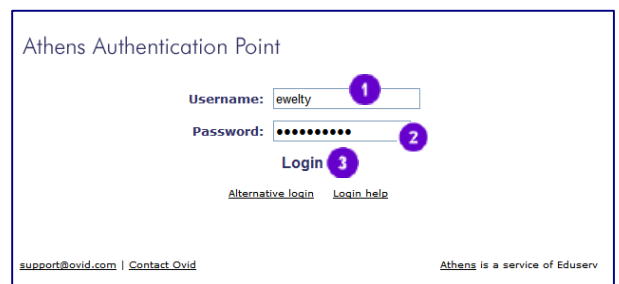 Athens Authentication Point
Username: ewelty 1
Password: •••••••••• 2
Login 3
Alternative login Login help
support@ovid.com | Contact Ovid Athens is a service of Eduserv